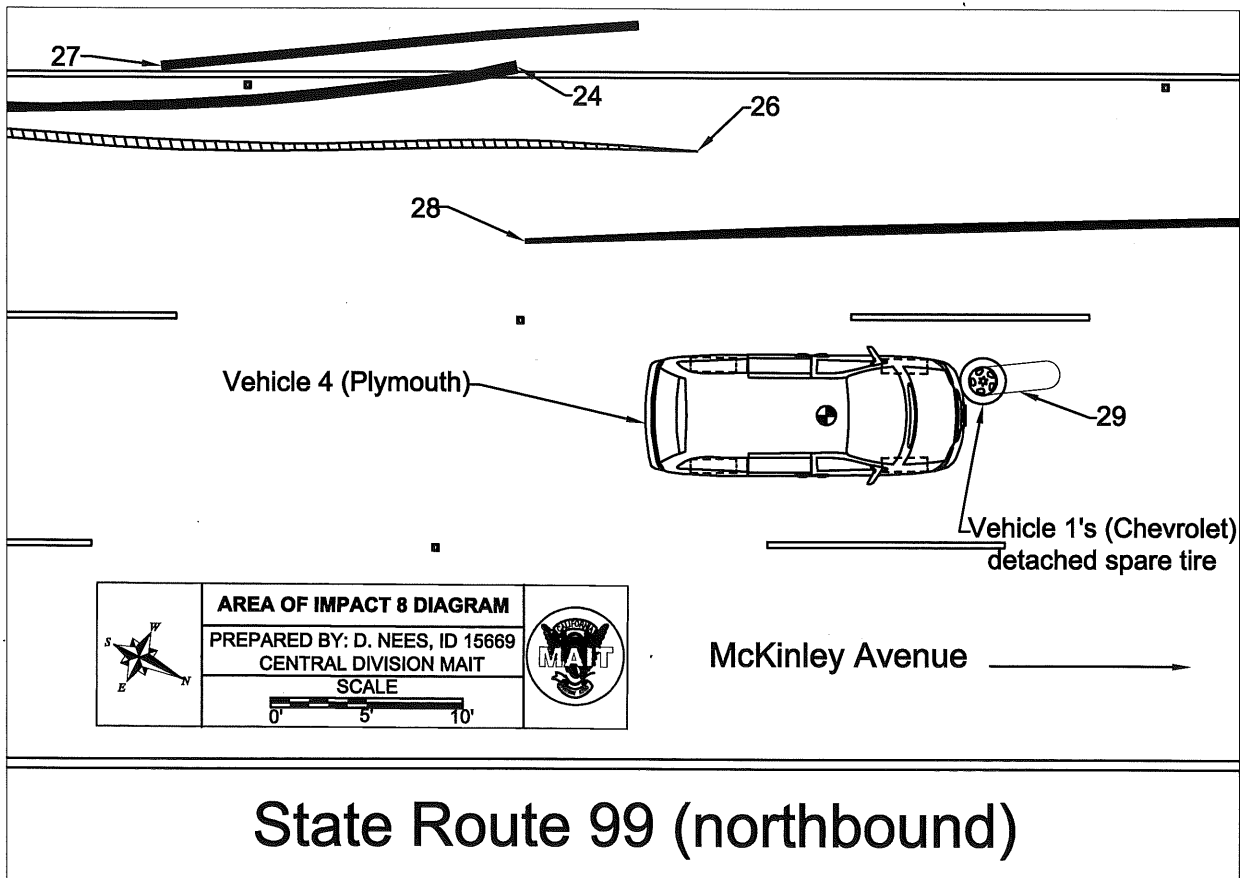 27
24
26
28
Vehicle 4 (Plymouth)
29
Vehicle 1's (Chevrolet)
detached spare tire
AREA OF IMPACT 8 DIAGRAM
PREPARED BY: D. NEES, ID 15669
CENTRAL DIVISION MAIT
SCALE
0' 5' 10'
S W E N
CALIFORNIA
MAIT
McKinley Avenue
State Route 99 (northbound)